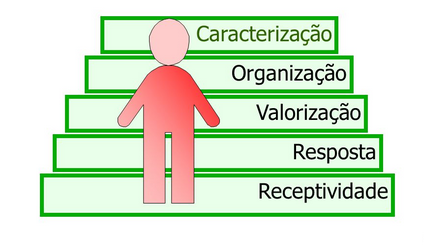 Caracterização
Organização
Valorização
Resposta
Receptividade